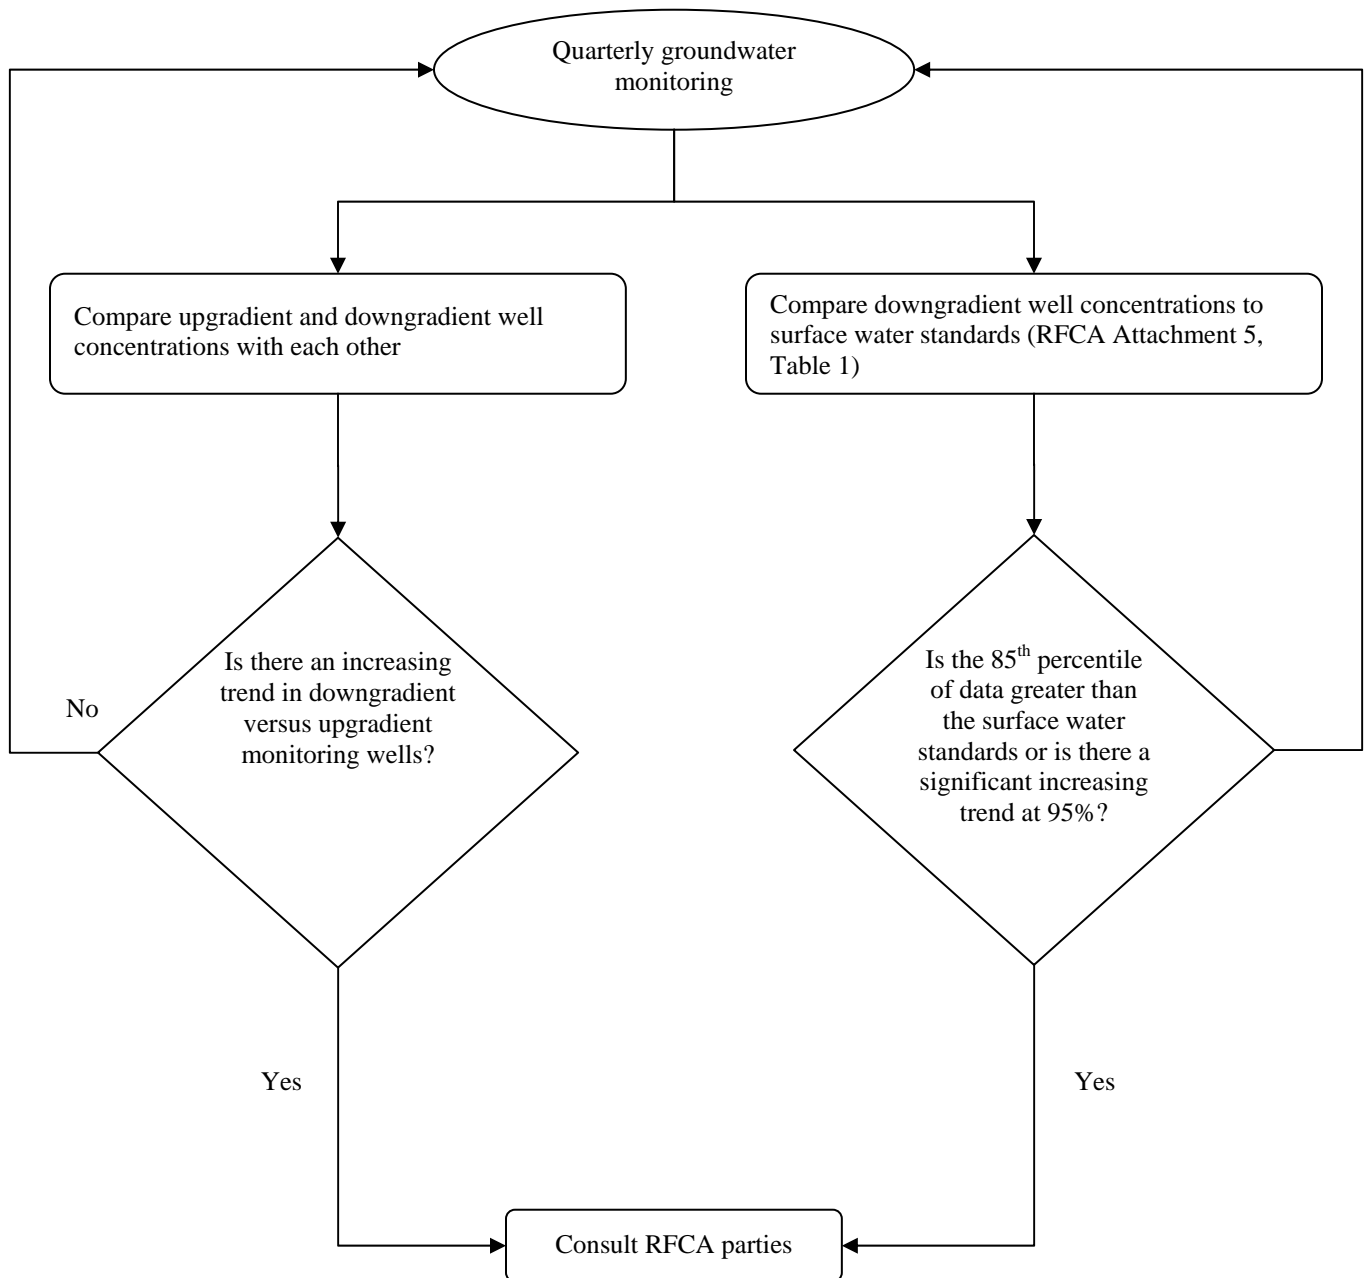 Quarterly groundwater
monitoring
Compare upgradient and downgradient well
concentrations with each other
Compare downgradient well concentrations to
surface water standards (RFCA Attachment 5,
Table 1)
Is there an increasing
trend in downgradient
versus upgradient
monitoring wells?
No
Is the 85th percentile
of data greater than
the surface water
standards or is there a
significant increasing
trend at 95%?
Yes
Yes
Consult RFCA parties